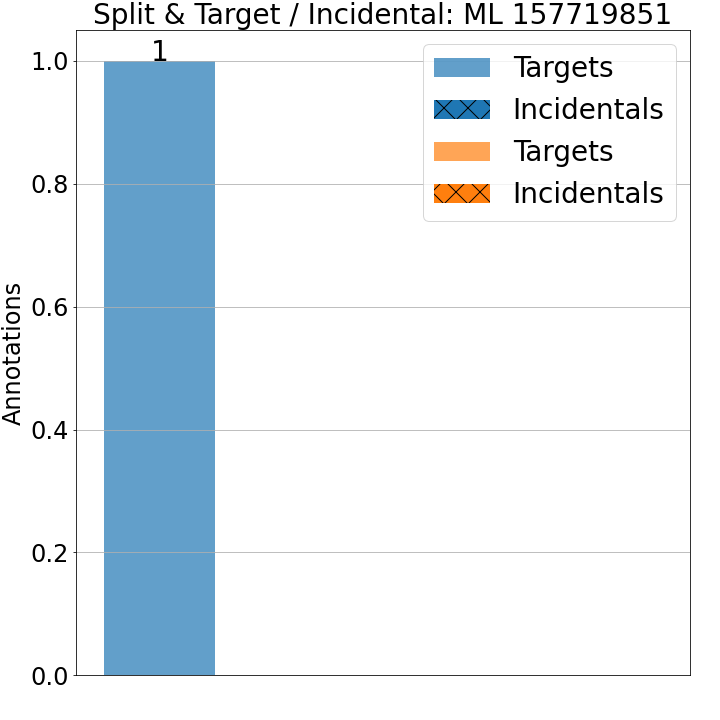 Split & Target / Incidental: ML 157719851
1
Targets
Incidentals
Targets
Incidentals
Annotations
1.0
0.8
0.6
0.4
0.2
0.0